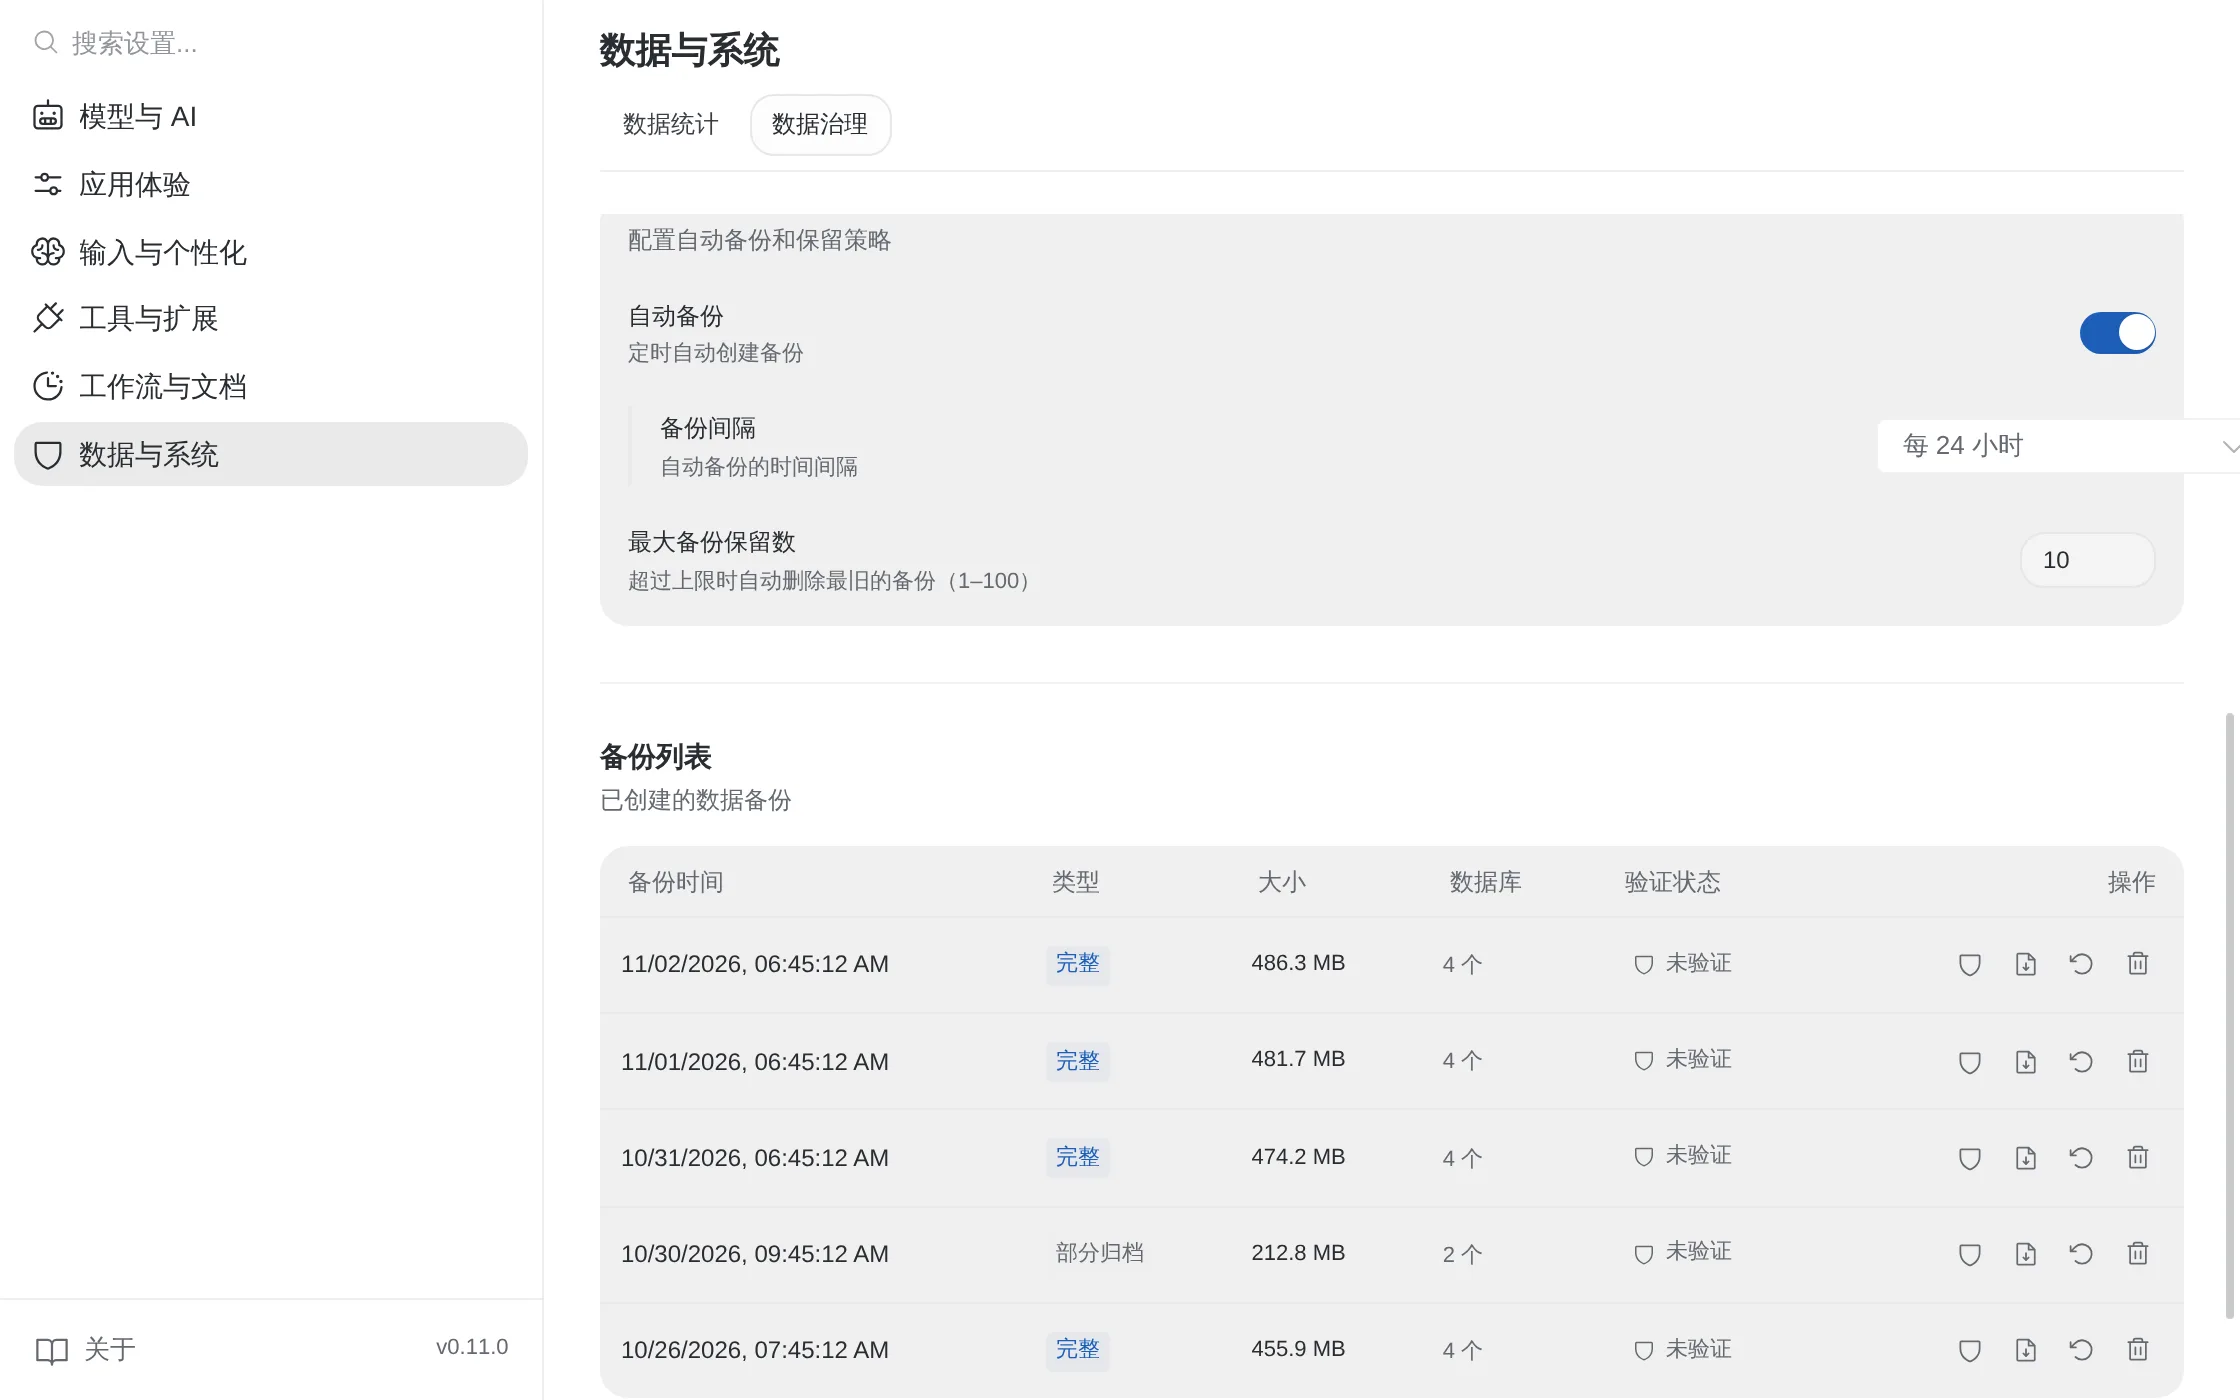 搜索设置...
模型与 AI
应用体验
输入与个性化
工具与扩展
工作流与文档
数据与系统
关于 v0.11.0
数据与系统
数据统计 数据治理
配置自动备份和保留策略
自动备份
定时自动创建备份
备份间隔
自动备份的时间间隔
每 24 小时
最大备份保留数
超过上限时自动删除最旧的备份（1–100）
10
备份列表
已创建的数据备份
备份时间 类型 大小 数据库 验证状态 操作
11/02/2026, 06:45:12 AM 完整 486.3 MB 4 个 未验证
11/01/2026, 06:45:12 AM 完整 481.7 MB 4 个 未验证
10/31/2026, 06:45:12 AM 完整 474.2 MB 4 个 未验证
10/30/2026, 09:45:12 AM 部分归档 212.8 MB 2 个 未验证
10/26/2026, 07:45:12 AM 完整 455.9 MB 4 个 未验证